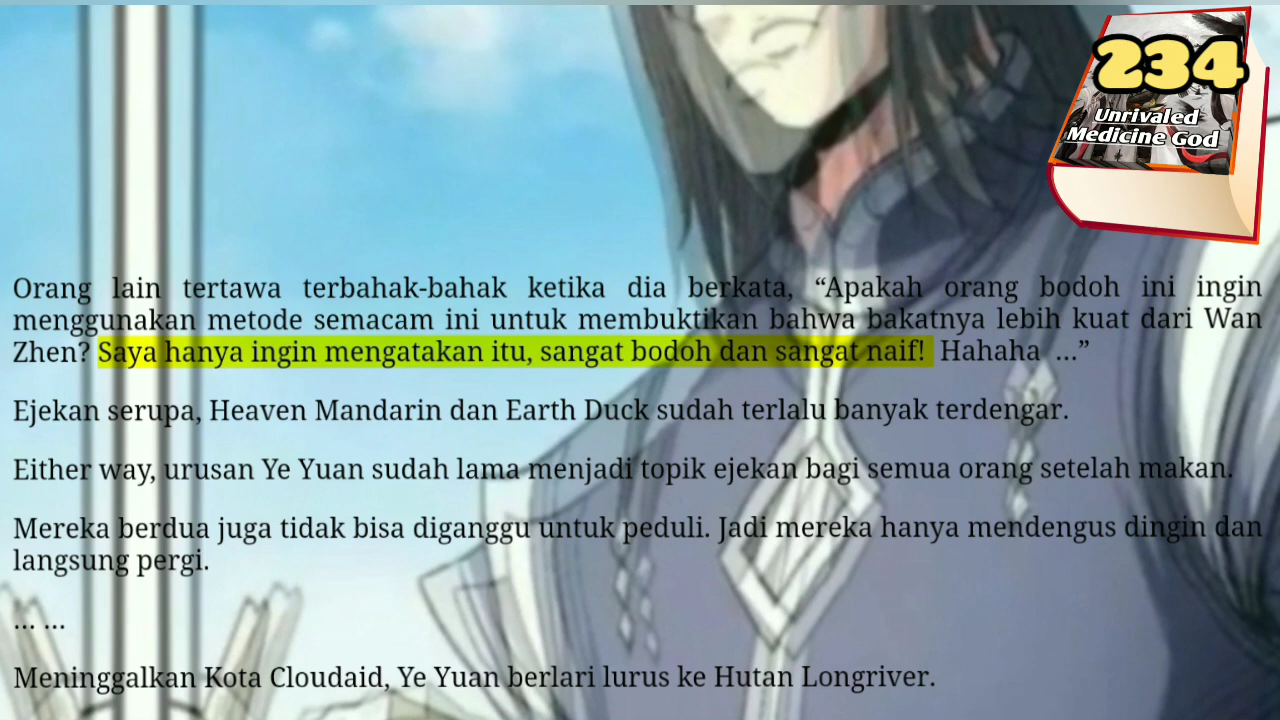 234
Unrivaled
Medicine God
Orang lain tertawa terbahak-bahak ketika dia berkata, “Apakah orang bodoh ini ingin
menggunakan metode semacam ini untuk membuktikan bahwa bakatnya lebih kuat dari Wan
Zhen? Saya hanya ingin mengatakan itu, sangat bodoh dan sangat naif! Hahaha …”
Ejekan serupa, Heaven Mandarin dan Earth Duck sudah terlalu banyak terdengar.
Either way, urusan Ye Yuan sudah lama menjadi topik ejekan bagi semua orang setelah makan.
Mereka berdua juga tidak bisa diganggu untuk peduli. Jadi mereka hanya mendengus dingin dan
langsung pergi.
… …
Meninggalkan Kota Cloudaid, Ye Yuan berlari lurus ke Hutan Longriver.